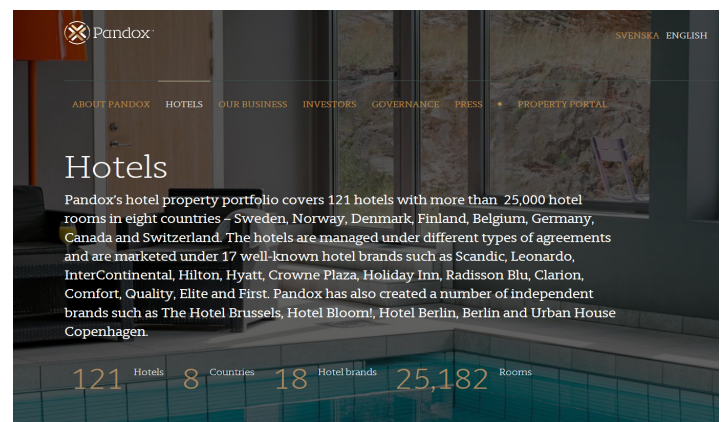 Pandox
SVENSKA ENGLISH
ABOUT PANDOX HOTELS OUR BUSINESS INVESTORS GOVERNANCE PRESS PROPERTY PORTAL
Hotels
Pandox's hotel property portfolio covers 121 hotels with more than 25,000 hotel
rooms in eight countries – Sweden, Norway, Denmark, Finland, Belgium, Germany,
Canada and Switzerland. The hotels are managed under different types of agreements
and are marketed under 17 well-known hotel brands such as Scandic, Leonardo,
InterContinental, Hilton, Hyatt, Crowne Plaza, Holiday Inn, Radisson Blu, Clarion,
Comfort, Quality, Elite and First. Pandox has also created a number of independent
brands such as The Hotel Brussels, Hotel Bloom!, Hotel Berlin, Berlin and Urban House
Copenhagen.
121 Hotels 8 Countries 18 Hotel brands 25,182 Rooms